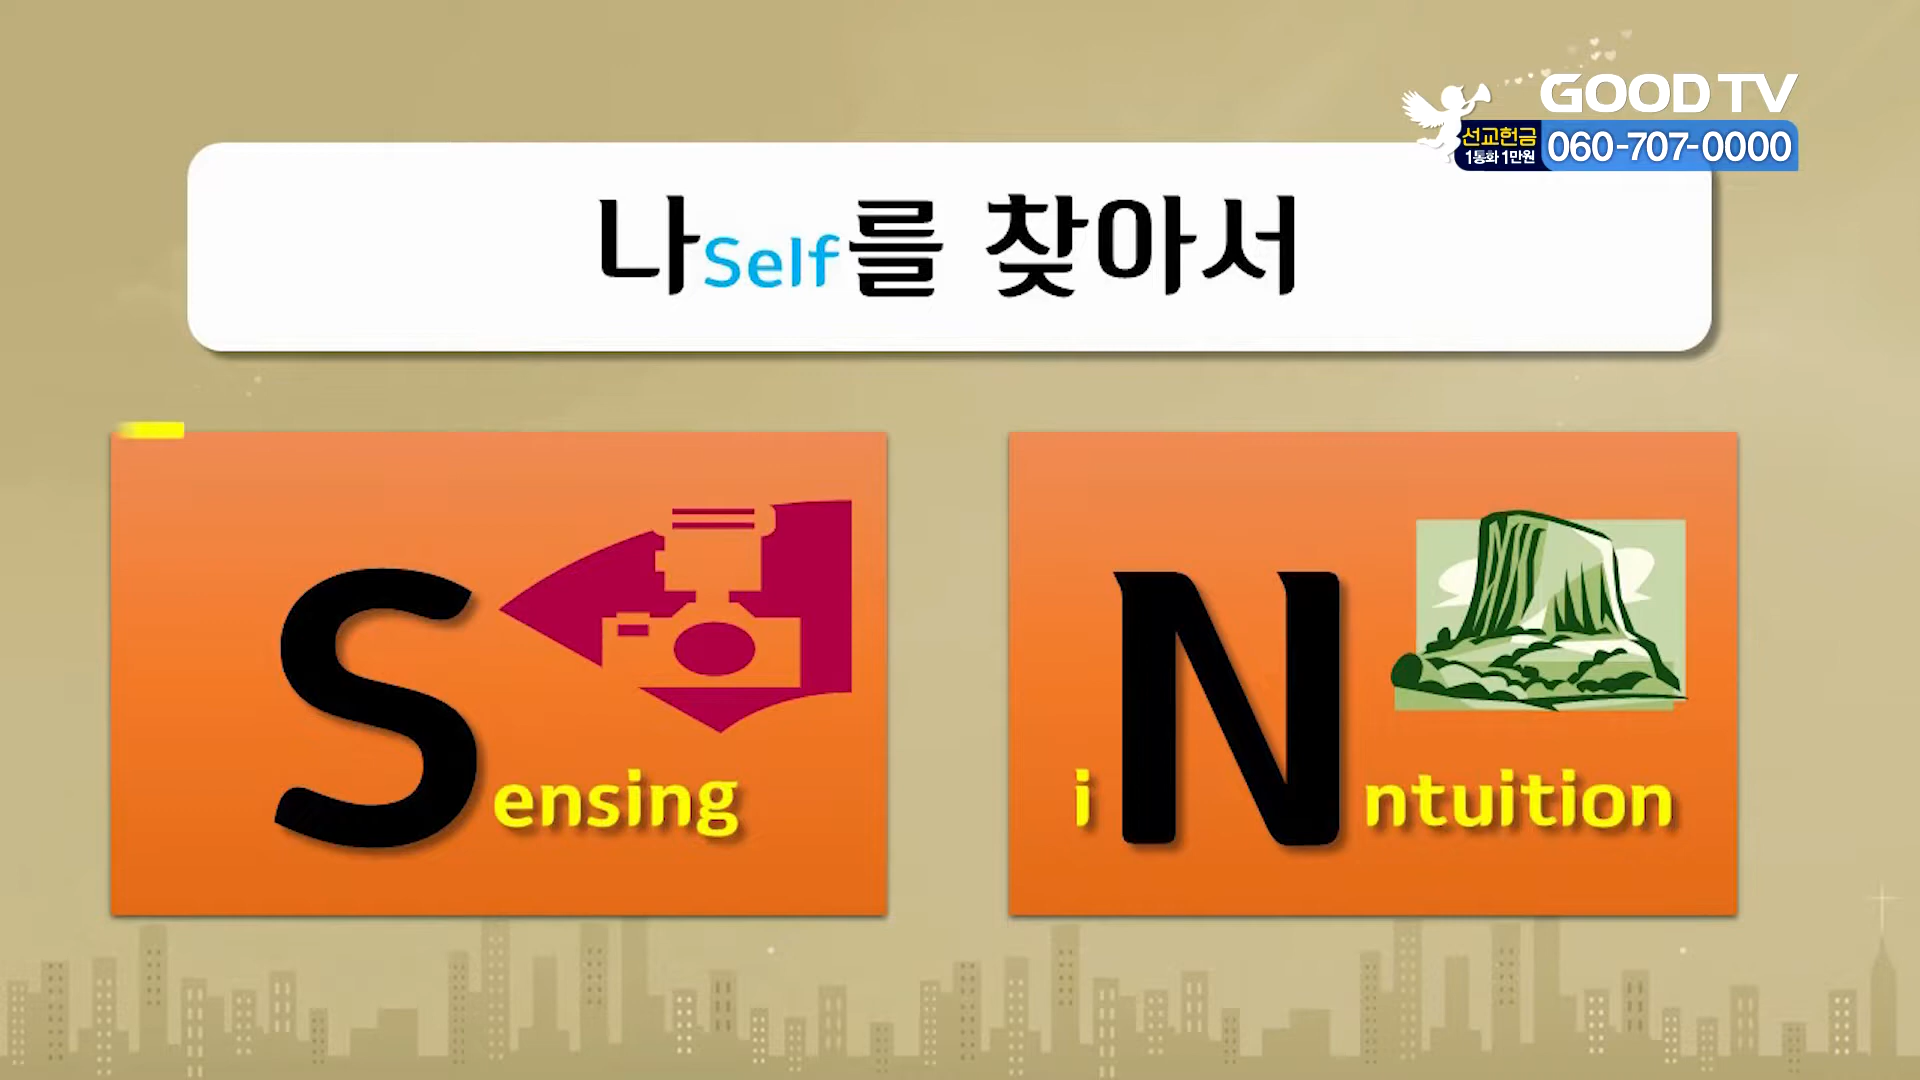 GOOD TV
선교헌금
1통화 1만원
060-707-0000
나Self를 찾아서
Sensing
iNtuition